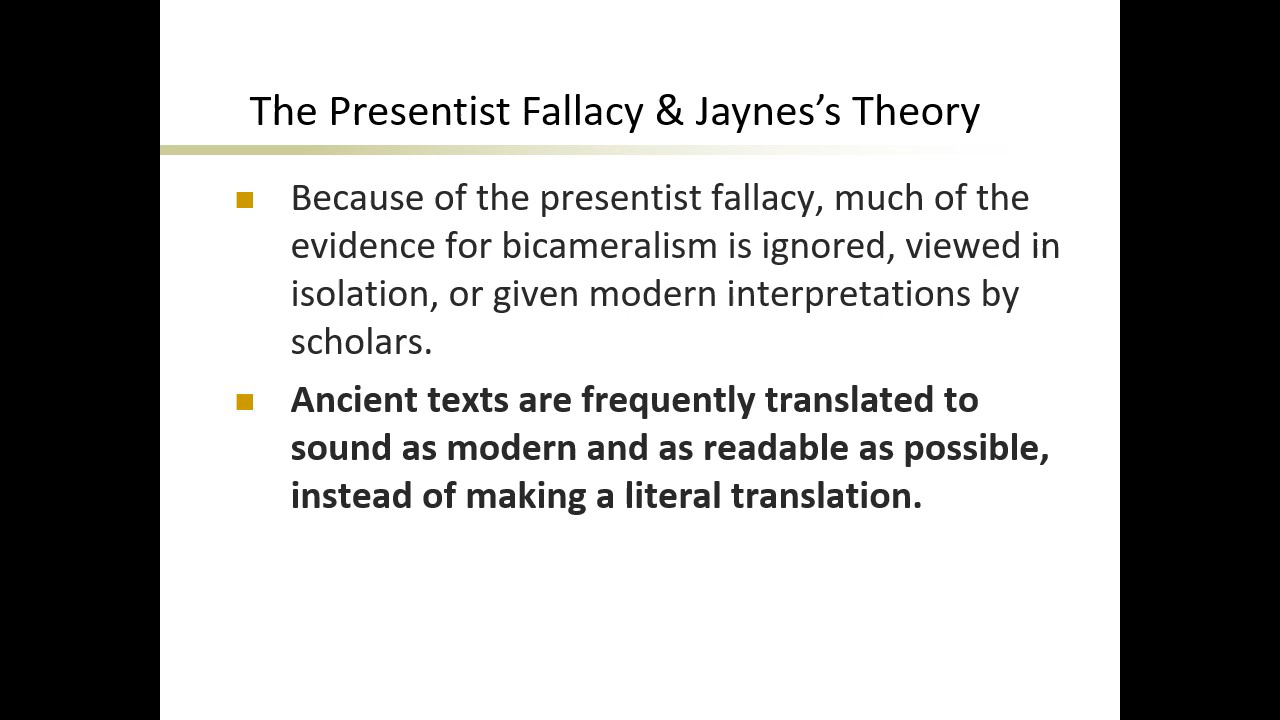 The Presentist Fallacy & Jaynes’s Theory
Because of the presentist fallacy, much of the
evidence for bicameralism is ignored, viewed in
isolation, or given modern interpretations by
scholars.
Ancient texts are frequently translated to
sound as modern and as readable as possible,
instead of making a literal translation.